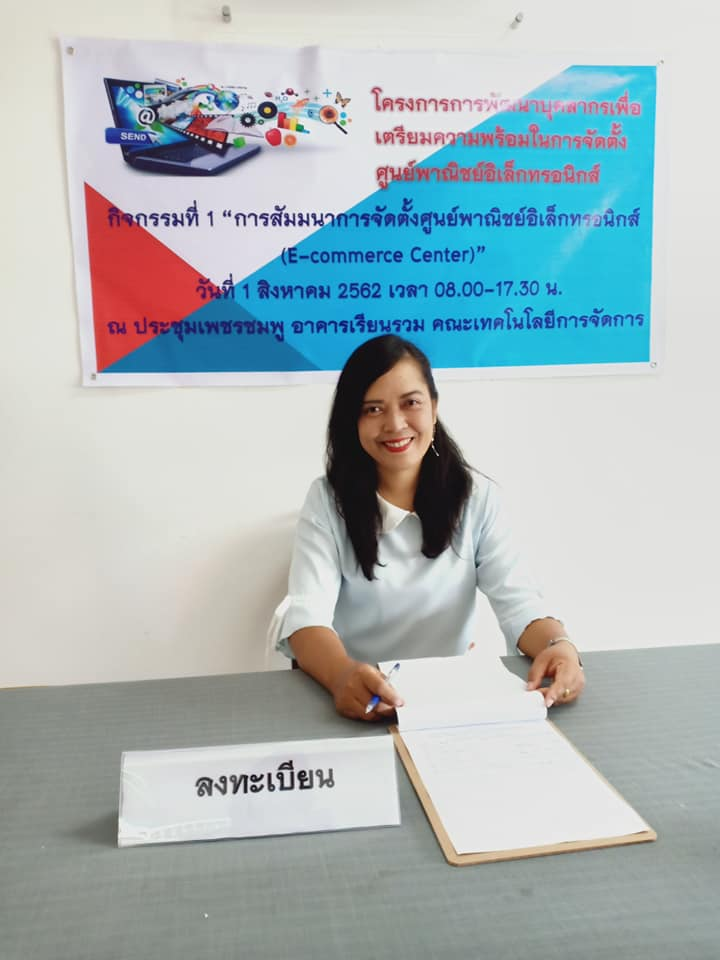 @
SEND
H₂O
โครงการการพัฒนาบุคลากรเพื่อ
เตรียมความพร้อมในการจัดตั้ง
ศูนย์พาณิชย์อิเล็กทรอนิกส์
กิจกรรมที่ 1 “การสัมมนาการจัดตั้งศูนย์พาณิชย์อิเล็กทรอนิกส์
(E-commerce Center)”
วันที่ 1 สิงหาคม 2562 เวลา 08.00-17.30 น.
ณ ประชุมเพชรชมพู อาคารเรียนรวม คณะเทคโนโลยีการจัดการ
ลงทะเบียน